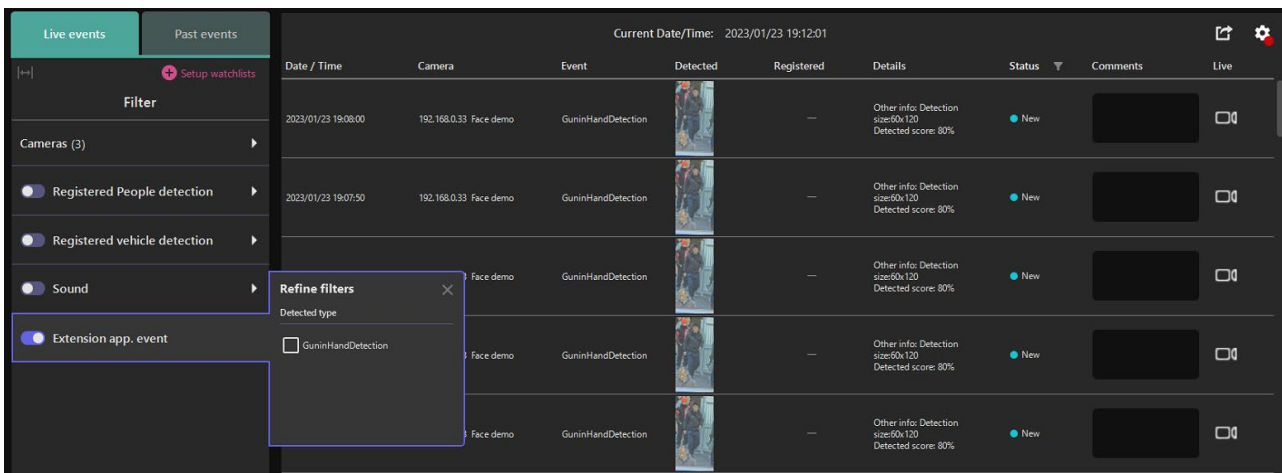 Live events
Past events
Current Date/Time: 2023/01/23 19:12:01
Setup watchlists
Filter
Cameras (3)
Registered People detection
Registered vehicle detection
Sound
Extension app. event
Refine filters
Detected type
GuninHandDetection
Date / Time Camera Event Detected Registered Details Status Comments Live
2023/01/23 19:08:00 192.168.0.33 Face demo GuninHandDetection — Other info: Detection
size:60x120
Detected score: 80%
New
2023/01/23 19:07:50 192.168.0.33 Face demo GuninHandDetection — Other info: Detection
size:60x120
Detected score: 80%
New
Face demo GuninHandDetection — Other info: Detection
size:60x120
Detected score: 80%
New
Face demo GuninHandDetection — Other info: Detection
size:60x120
Detected score: 80%
New
Face demo GuninHandDetection — Other info: Detection
size:60x120
Detected score: 80%
New